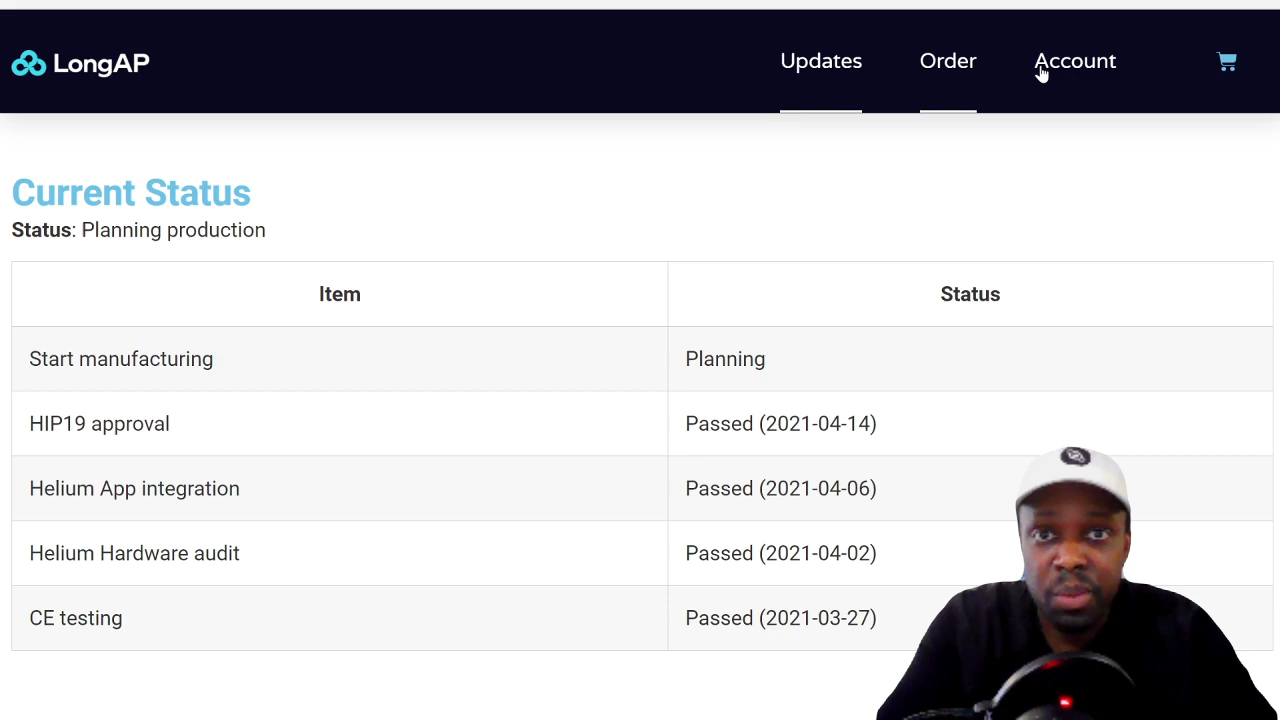 LongAP
Updates Order Account
Current Status
Status: Planning production
Item Status
Start manufacturing Planning
HIP19 approval Passed (2021-04-14)
Helium App integration Passed (2021-04-06)
Helium Hardware audit Passed (2021-04-02)
CE testing Passed (2021-03-27)